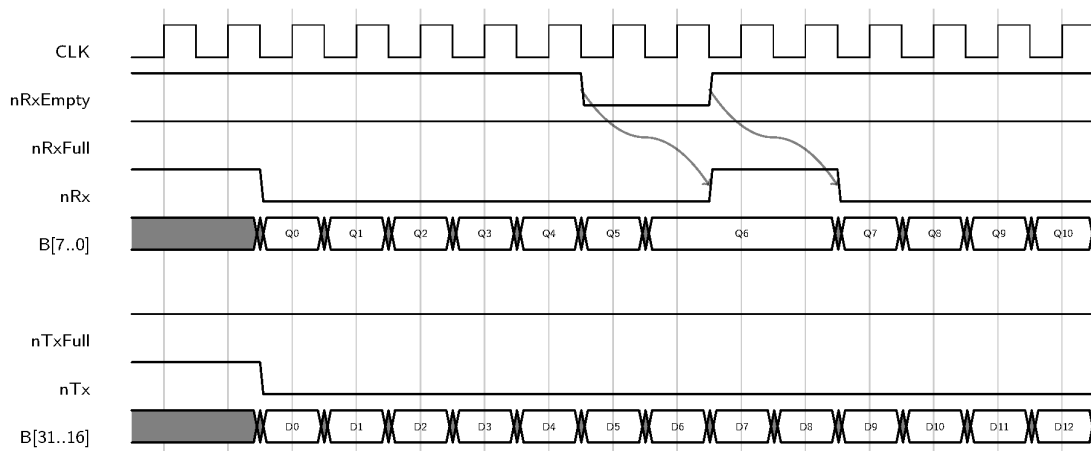 CLK
nRxEmpty
nRxFull
nRx
B[7..0] Q0 Q1 Q2 Q3 Q4 Q5 Q6 Q7 Q8 Q9 Q10
nTxFull
nTx
B[31..16] D0 D1 D2 D3 D4 D5 D6 D7 D8 D9 D10 D11 D12